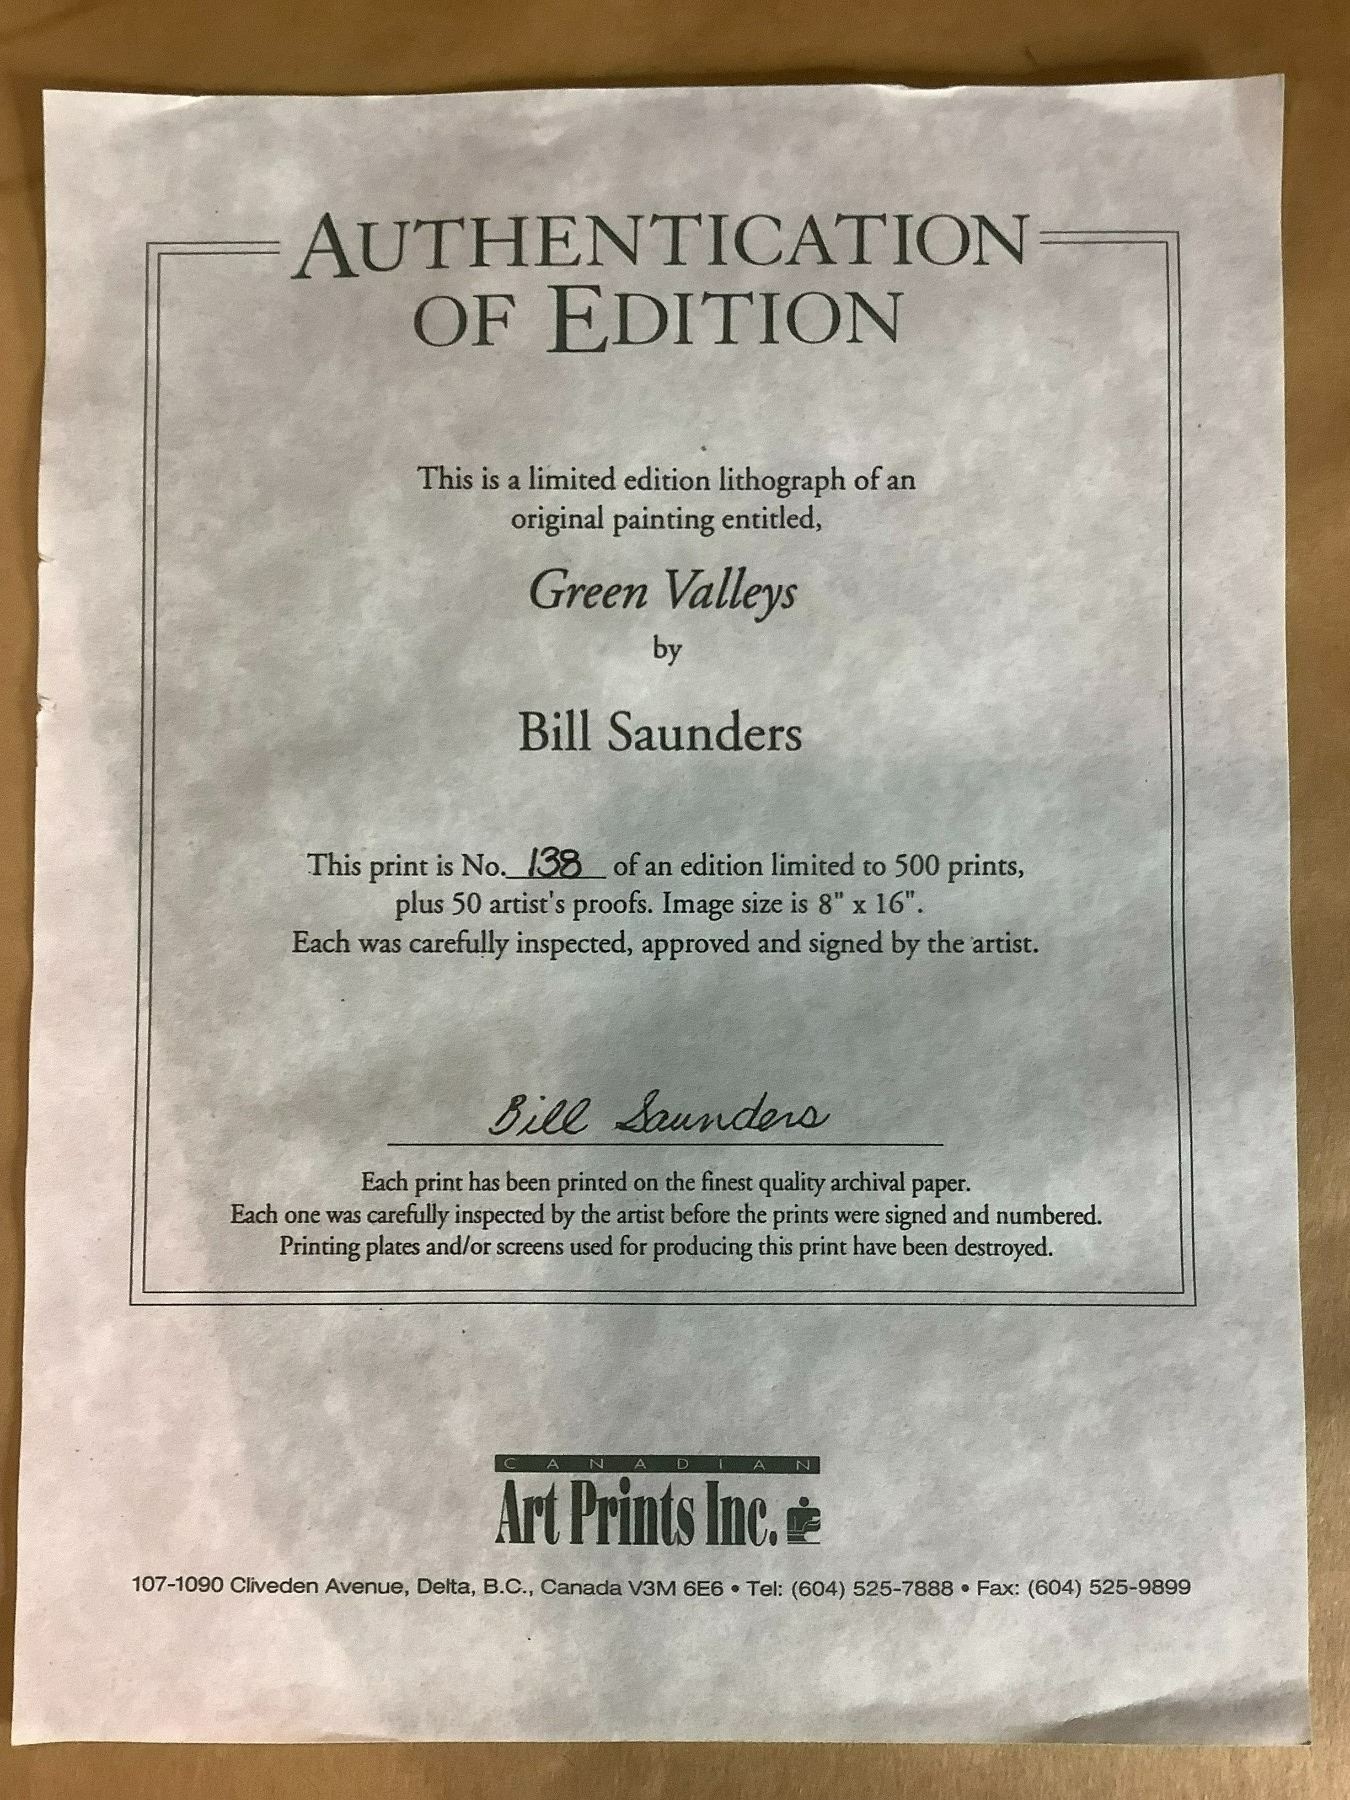 AUTHENTICATION
OF EDITION
This is a limited edition lithograph of an
original painting entitled,
Green Valleys
by
Bill Saunders
This print is No. 138 of an edition limited to 500 prints,
plus 50 artist's proofs. Image size is 8" x 16".
Each was carefully inspected, approved and signed by the artist.
Bill Saunders
Each print has been printed on the finest quality archival paper.
Each one was carefully inspected by the artist before the prints were signed and numbered.
Printing plates and/or screens used for producing this print have been destroyed.
CANADIAN
Art Prints Inc.
107-1090 Cliveden Avenue, Delta, B.C., Canada V3M 6E6 • Tel: (604) 525-7888 • Fax: (604) 525-9899